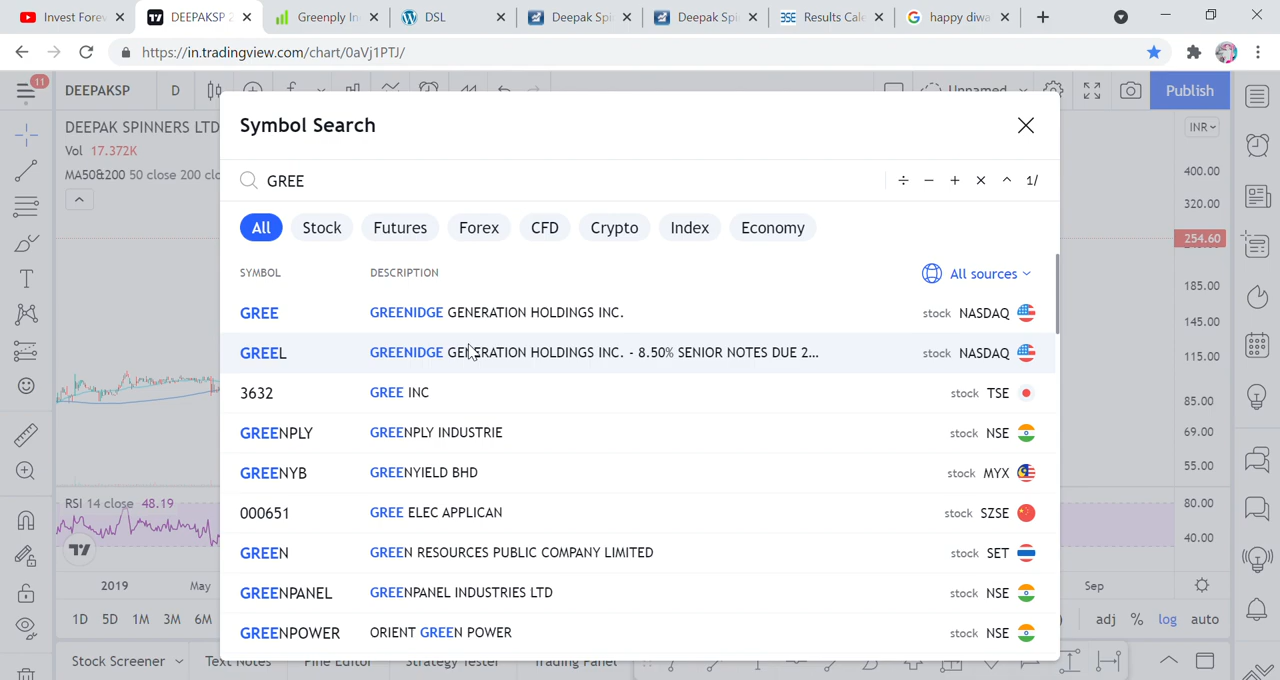 Invest Forev
DEEPAKSP 2
Greenply In
DSL
Deepak Spi
Deepak Spi
BSE Results Cale
happy diwa
https://in.tradingview.com/chart/0aVj1PTJ/
11
DEEPAKSP
D
Unnamed
Publish
DEEPAK SPINNERS LTD
Vol 17.372K
MA50&200 50 close 200 clo
INR
400.00
320.00
254.60
185.00
145.00
115.00
85.00
69.00
55.00
80.00
40.00
RSI 14 close 48.19
2019
May
Sep
1D 5D 1M 3M 6M
adj % log auto
Stock Screener
Text Notes
Pine Editor
Strategy Tester
Trading Panel
Symbol Search
GREE
÷ − + × ^ 1/
All Stock Futures Forex CFD Crypto Index Economy
SYMBOL DESCRIPTION All sources
GREE GREENIDGE GENERATION HOLDINGS INC. stock NASDAQ
GREEL GREENIDGE GENERATION HOLDINGS INC. - 8.50% SENIOR NOTES DUE 2... stock NASDAQ
3632 GREE INC stock TSE
GREENPLY GREENPLY INDUSTRIE stock NSE
GREENYB GREENYIELD BHD stock MYX
000651 GREE ELEC APPLICAN stock SZSE
GREEN GREEN RESOURCES PUBLIC COMPANY LIMITED stock SET
GREENPANEL GREENPANEL INDUSTRIES LTD stock NSE
GREENPOWER ORIENT GREEN POWER stock NSE